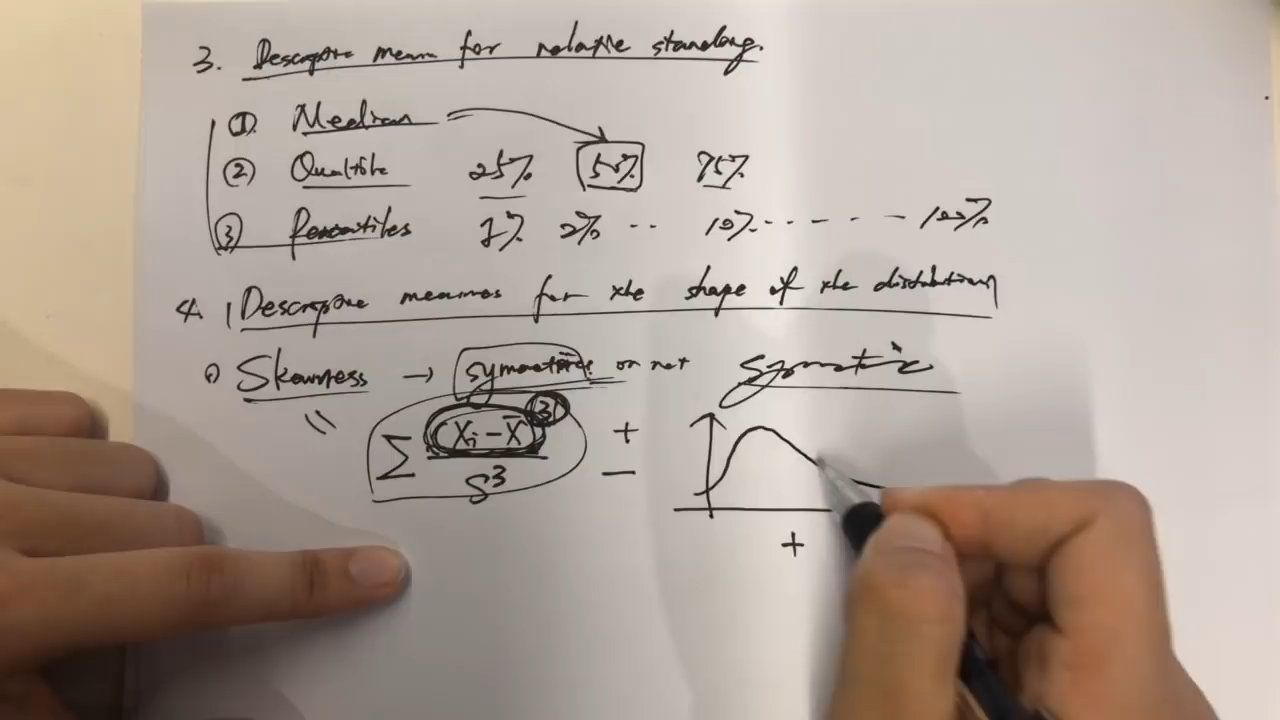 3. Descriptive meas for relative standing.
① Median
② Quartile 25% 50% 75%
③ Percentiles 1% 2% .. 10% ------ 100%
4. Descriptive measures for the shape of the distribution
① Skewness → symmetric or not Symmetric
= ∑ (Xi - X̄)³ / S³ + −
+